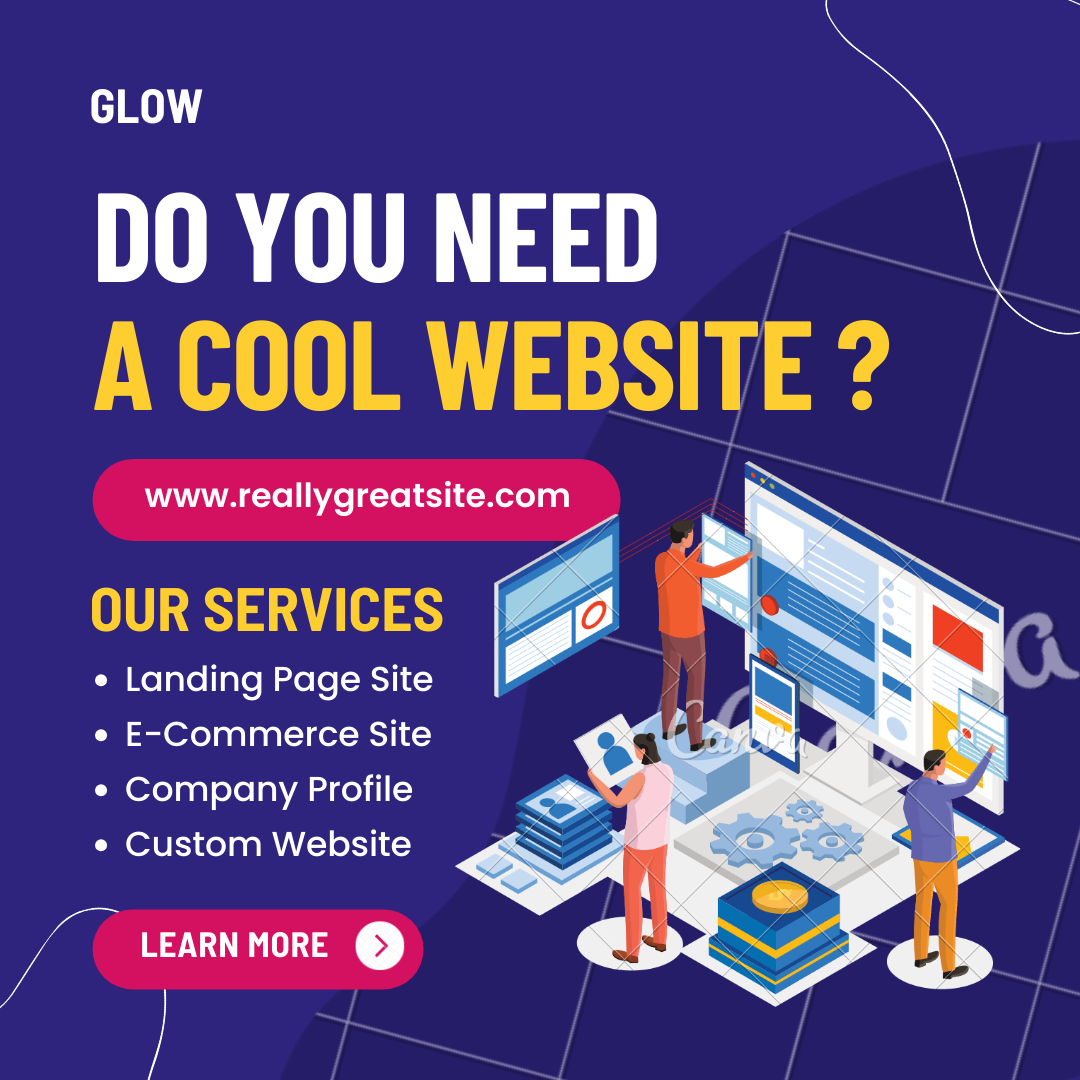 GLOW
DO YOU NEED
A COOL WEBSITE ?
www.reallygreatsite.com
OUR SERVICES
• Landing Page Site
• E-Commerce Site
• Company Profile
• Custom Website
LEARN MORE
Canva